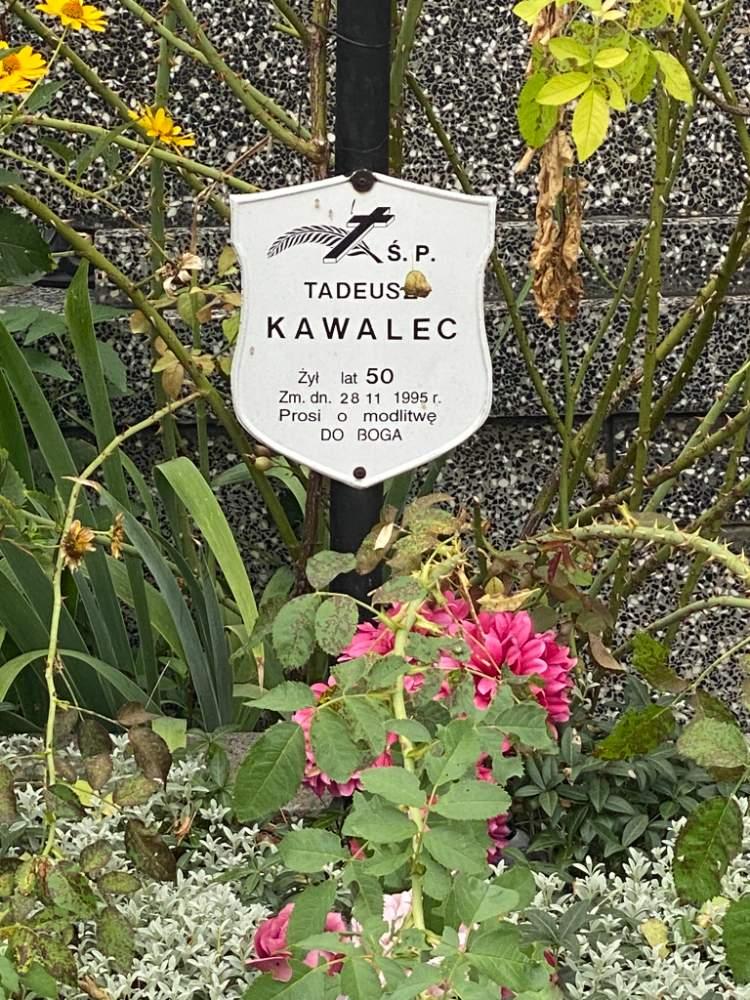 Ś. P.
TADEUSZ
KAWALEC
Żył lat 50
Zm. dn. 28 11 1995 r.
Prosi o modlitwę
DO BOGA